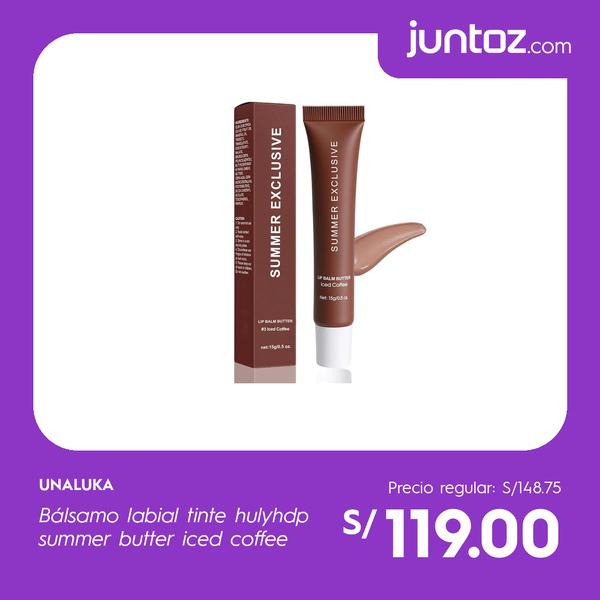 juntoz.com
SUMMER EXCLUSIVE
LIP BALM BUTTER
#3 Iced Coffee
net:15g/0.5 oz.
SUMMER EXCLUSIVE
LIP BALM BUTTER
Iced Coffee
Net: 15g/0.5 oz
UNALUKA
Bálsamo labial tinte hulyhdp
summer butter iced coffee
Precio regular: S/148.75
S/119.00